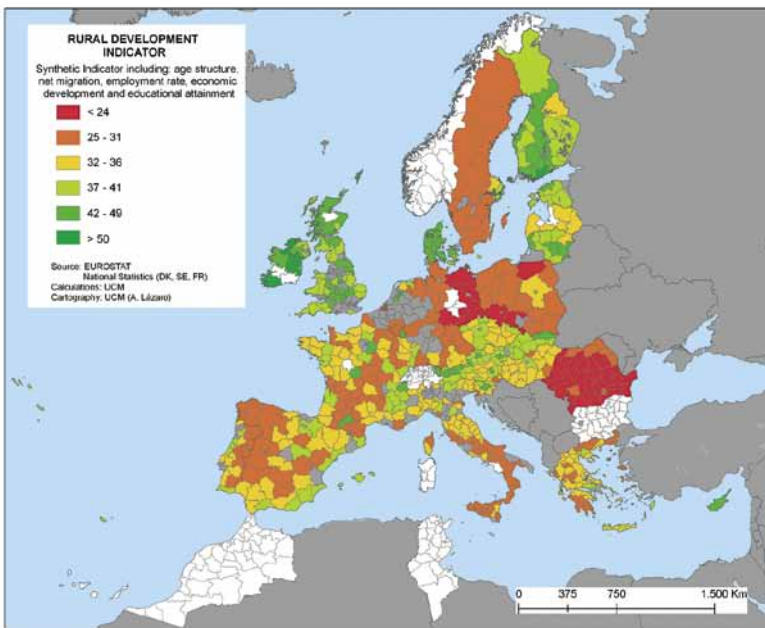 RURAL DEVELOPMENT
INDICATOR
Synthetic Indicator including: age structure,
net migration, employment rate, economic
development and educational attainment
< 24
25 - 31
32 - 36
37 - 41
42 - 49
> 50
Source: EUROSTAT
National Statistics (DK, SE, FR)
Calculations: UCM
Cartography: UCM (A. Lázaro)
0 375 750 1.500 Km